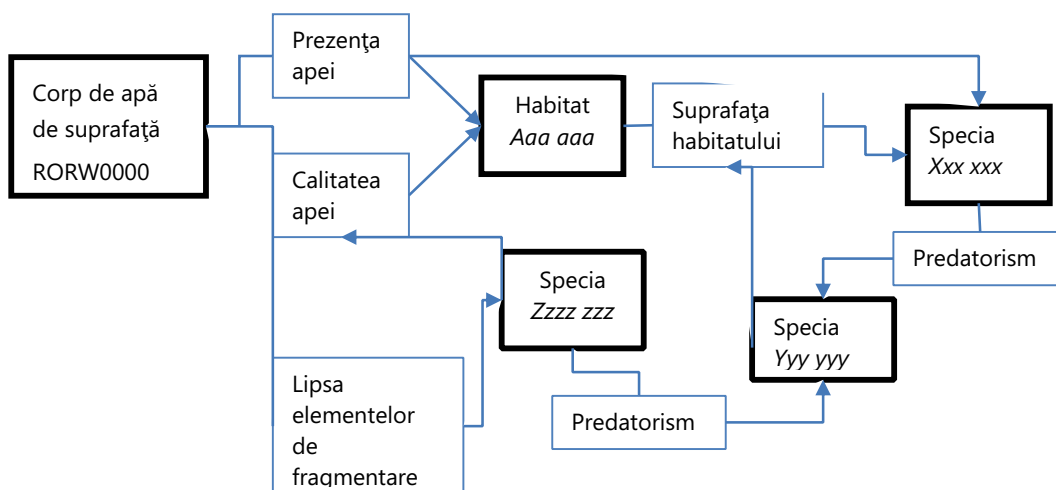 Prezenţa
apei
Corp de apă
de suprafaţă
RORW0000
Habitat
Aaa aaa
Suprafaţa
habitatului
Specia
Xxx xxx
Calitatea
apei
Predatorism
Specia
Zzzz zzz
Specia
Yyy yyy
Lipsa
elementelor
de
fragmentare
Predatorism